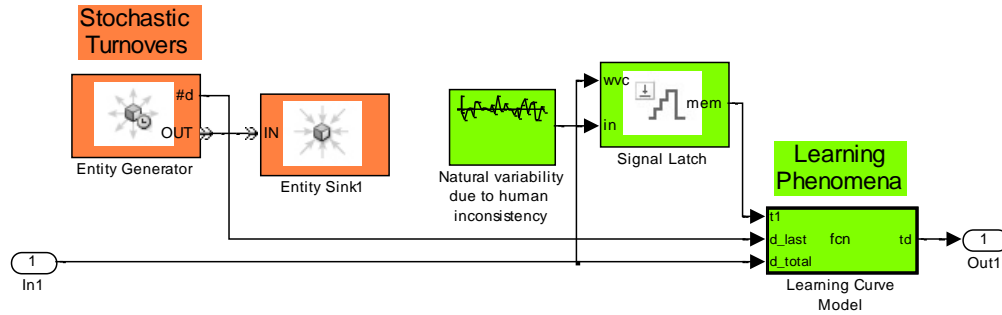 Stochastic
Turnovers
#d
OUT
Entity Generator
IN
Entity Sink1
Natural variability
due to human
inconsistency
wvc
in
mem
Signal Latch
Learning
Phenomena
t1
d_last
d_total
fcn
td
Learning Curve
Model
1
In1
1
Out1